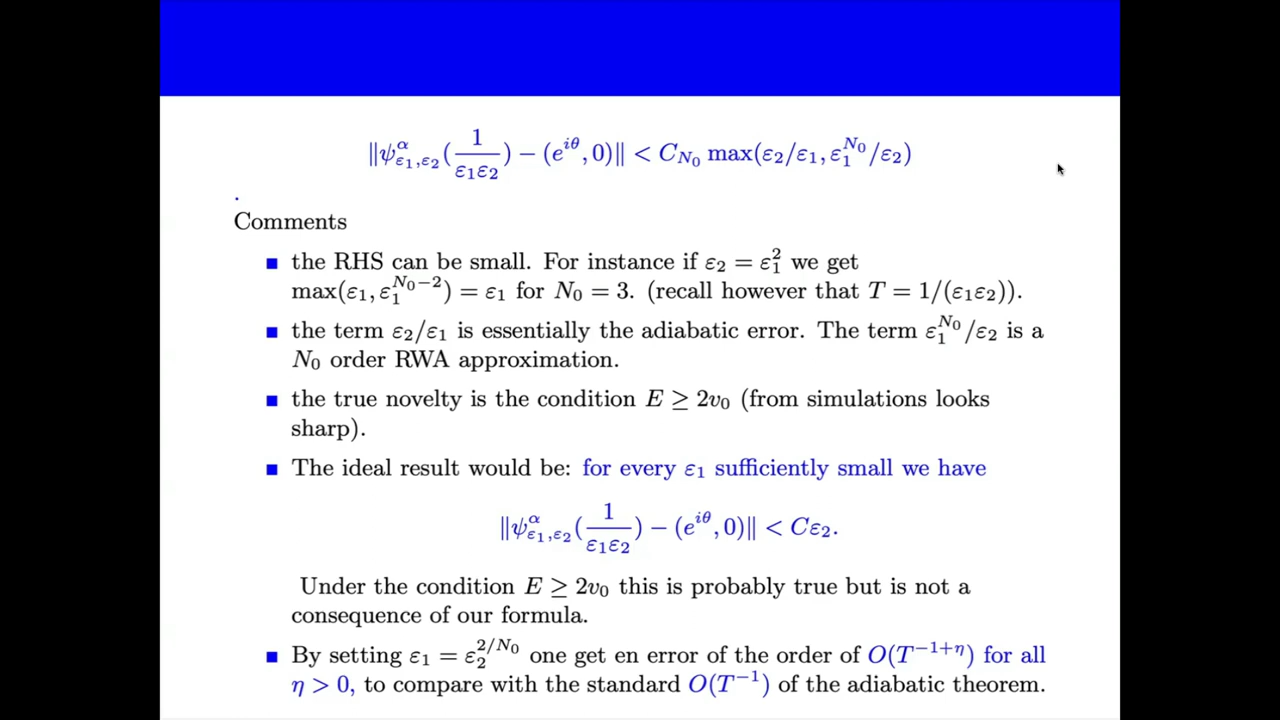 ‖ψ^α_{ε₁,ε₂}(1/(ε₁ε₂)) − (e^{iθ}, 0)‖ < C_{N₀} max(ε₂/ε₁, ε₁^{N₀}/ε₂)
.
Comments
■ the RHS can be small. For instance if ε₂ = ε₁² we get
max(ε₁, ε₁^{N₀−2}) = ε₁ for N₀ = 3. (recall however that T = 1/(ε₁ε₂)).
■ the term ε₂/ε₁ is essentially the adiabatic error. The term ε₁^{N₀}/ε₂ is a
N₀ order RWA approximation.
■ the true novelty is the condition E ≥ 2v₀ (from simulations looks
sharp).
■ The ideal result would be: for every ε₁ sufficiently small we have
‖ψ^α_{ε₁,ε₂}(1/(ε₁ε₂)) − (e^{iθ}, 0)‖ < Cε₂.
Under the condition E ≥ 2v₀ this is probably true but is not a
consequence of our formula.
■ By setting ε₁ = ε₂^{2/N₀} one get en error of the order of O(T^{−1+η}) for all
η > 0, to compare with the standard O(T^{−1}) of the adiabatic theorem.